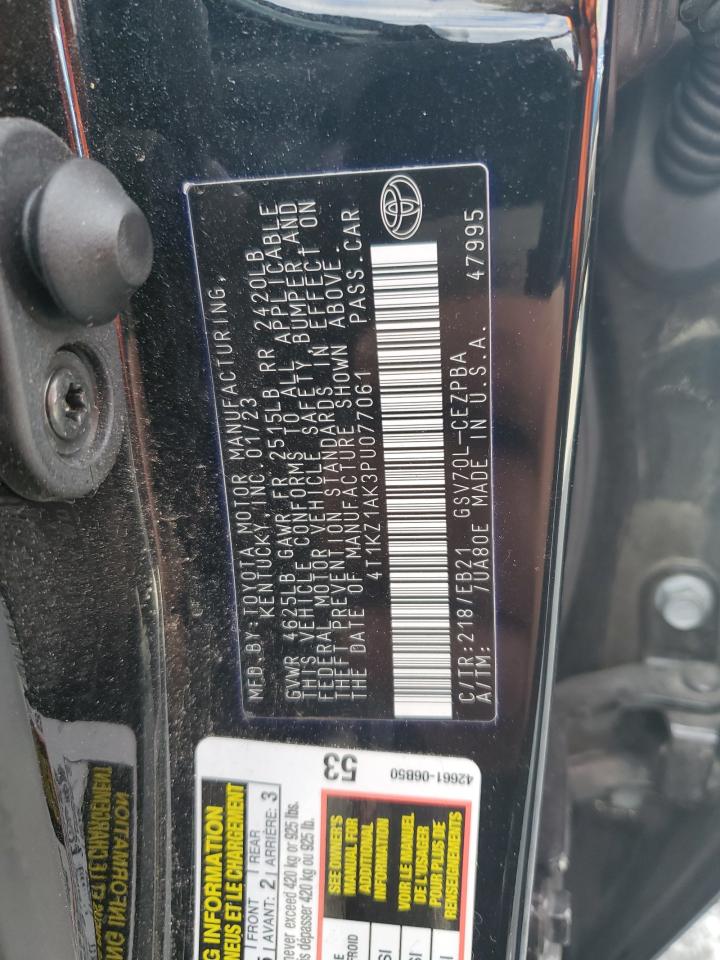 MFD.BY:TOYOTA MOTOR MANUFACTURING,
KENTUCKY,INC. 01/23
GVWR 4625LB GAWR FR 2515LB RR 2420LB
THIS VEHICLE CONFORMS TO ALL APPLICABLE
FEDERAL MOTOR VEHICLE SAFETY,BUMPER AND
THEFT PREVENTION STANDARDS IN EFFECT ON
THE DATE OF MANUFACTURE SHOWN ABOVE.
4T1KZ1AK3PU077061 PASS.CAR
C/TR:218/EB21 GSV70L-CEZPBA
A/TM: /UA80E MADE IN U.S.A. 47995
53
42661-06B50
INFORMATION
PNEUS ET LE CHARGEMENT
FRONT REAR
AVANT: 2 ARRIÈRE: 3
never exceed 420 kg or 925 lbs.
dépasser 420 kg ou 925 lb.
SEE OWNER'S
MANUAL FOR
ADDITIONAL
INFORMATION
VOIR LE MANUEL
DE L'USAGER
POUR PLUS DE
RENSEIGNEMENTS